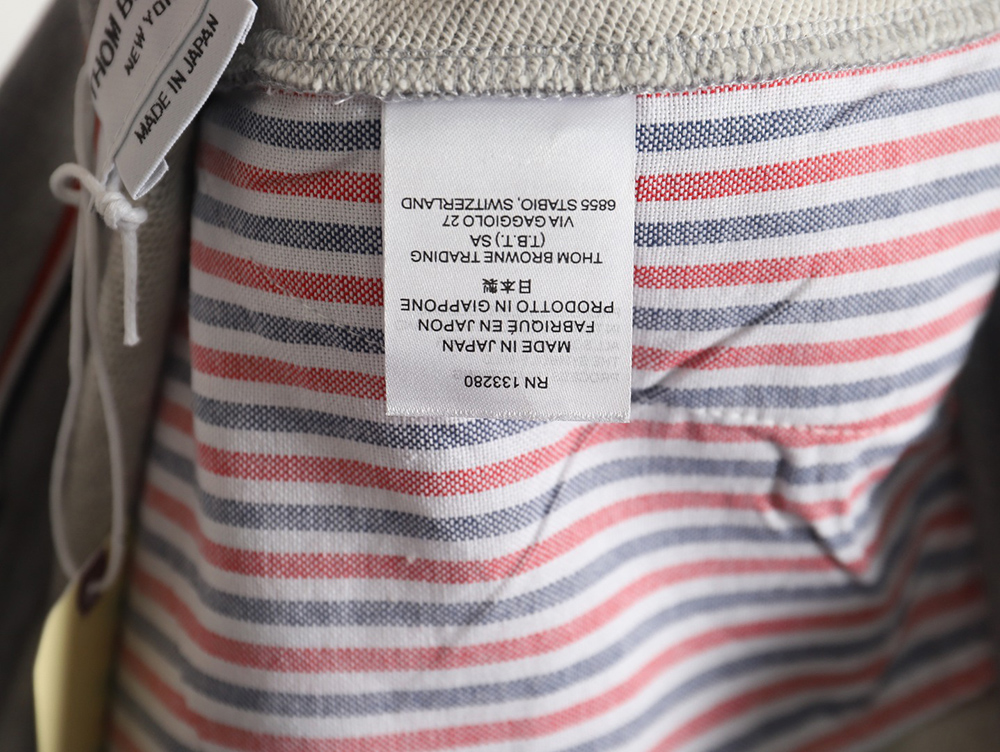 THOM B
NEW YOR
MADE IN JAPAN
RN 133280
MADE IN JAPAN
FABRIQUÉ EN JAPON
PRODOTTO IN GIAPPONE
日本製
THOM BROWNE TRADING
(T.B.T.) SA
VIA GAGGIOLO 27
6855 STABIO, SWITZERLAND